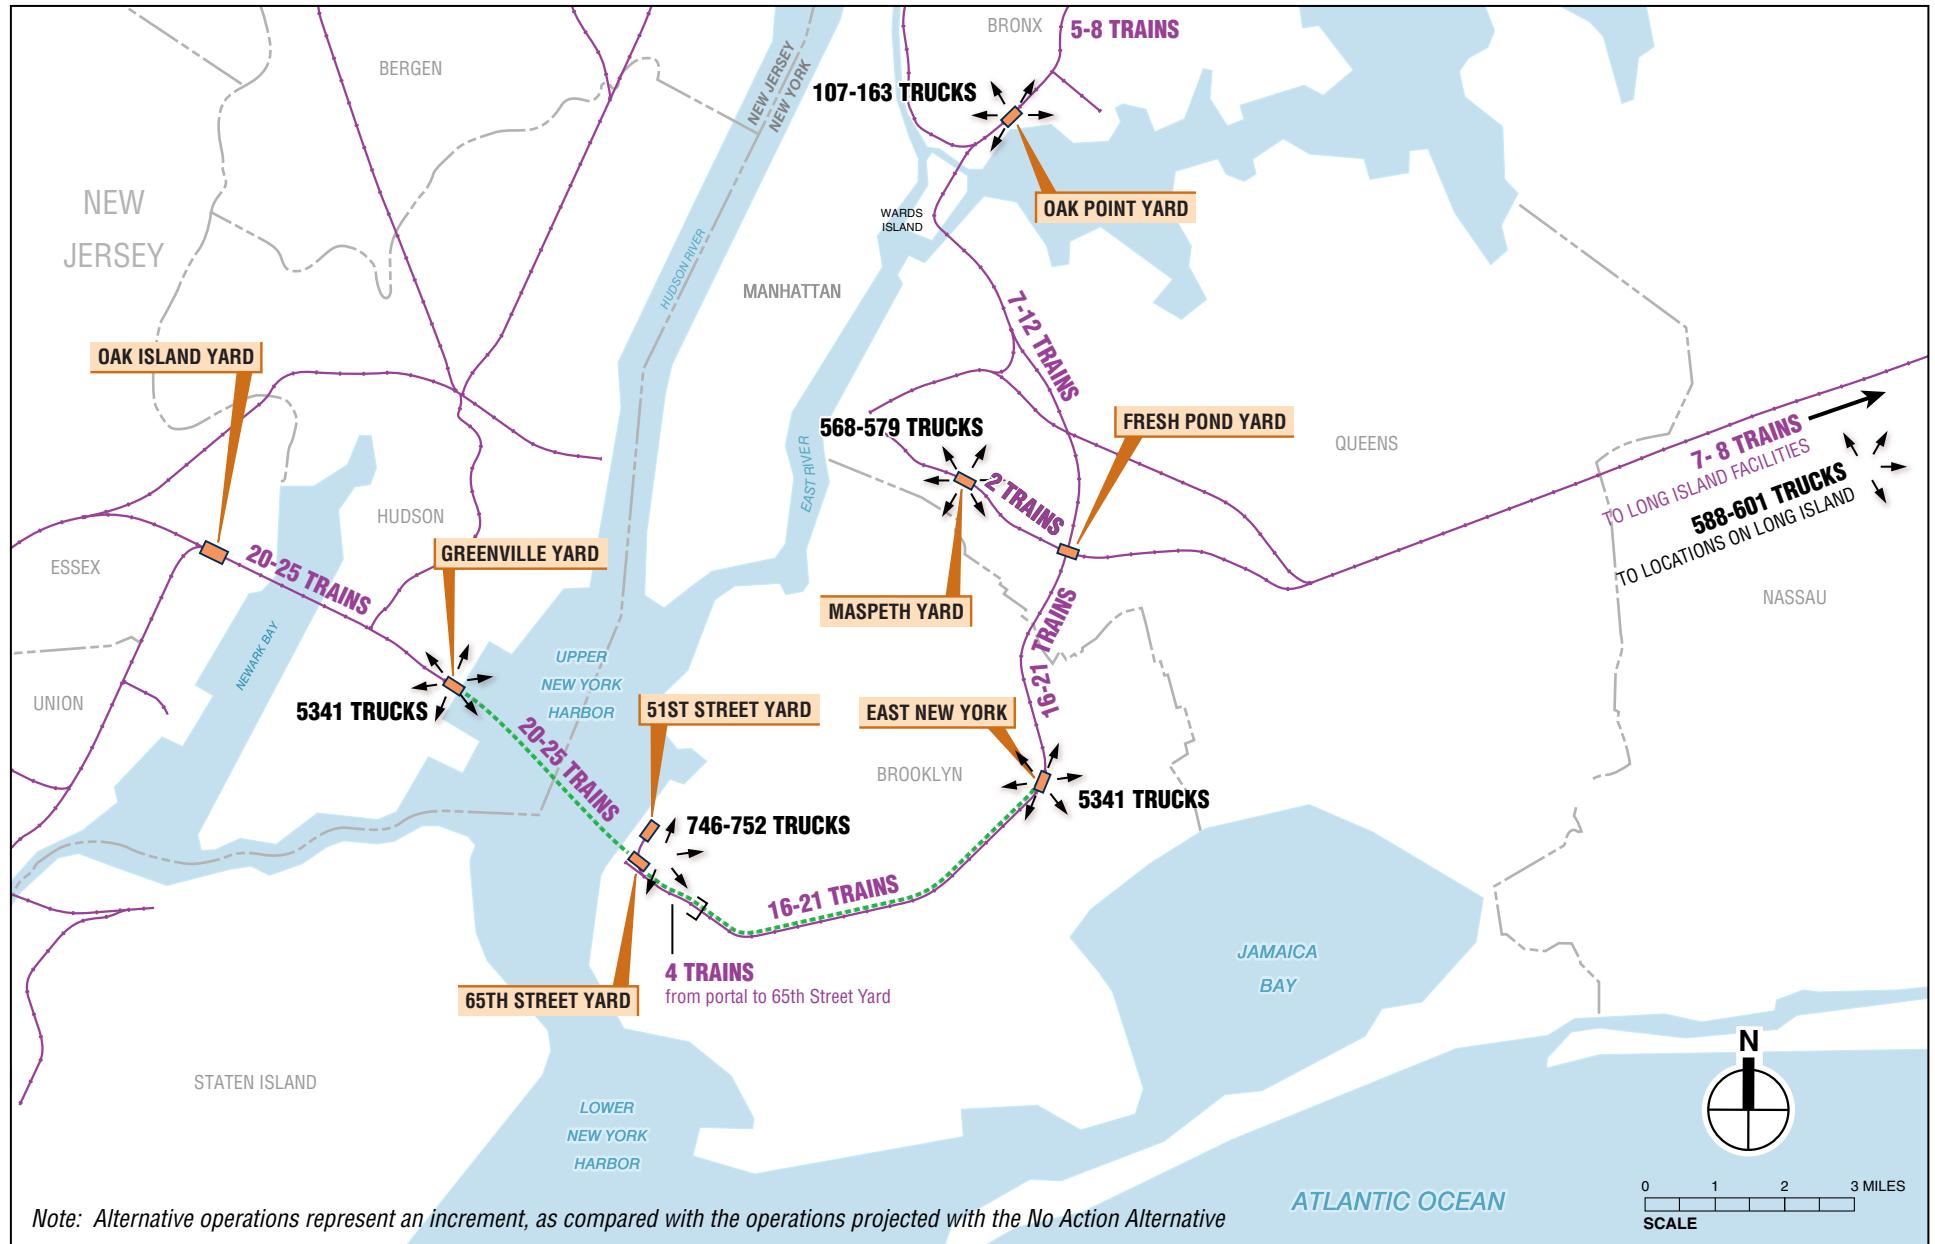 BRONX
5-8 TRAINS
BERGEN
NEW JERSEY
NEW YORK
107-163 TRUCKS
NEW
JERSEY
OAK POINT YARD
WARDS
ISLAND
HUDSON RIVER
MANHATTAN
7-12 TRAINS
OAK ISLAND YARD
568-579 TRUCKS
FRESH POND YARD
QUEENS
EAST RIVER
7- 8 TRAINS
TO LONG ISLAND FACILITIES
588-601 TRUCKS
TO LOCATIONS ON LONG ISLAND
2 TRAINS
HUDSON
GREENVILLE YARD
ESSEX
20-25 TRAINS
MASPETH YARD
NASSAU
16-21 TRAINS
NEWARK BAY
UPPER
NEW YORK
HARBOR
UNION
5341 TRUCKS
51ST STREET YARD
EAST NEW YORK
20-25 TRAINS
BROOKLYN
5341 TRUCKS
746-752 TRUCKS
16-21 TRAINS
4 TRAINS
from portal to 65th Street Yard
65TH STREET YARD
JAMAICA
BAY
STATEN ISLAND
LOWER
NEW YORK
HARBOR
N
ATLANTIC OCEAN
0 1 2 3 MILES
SCALE
Note: Alternative operations represent an increment, as compared with the operations projected with the No Action Alternative